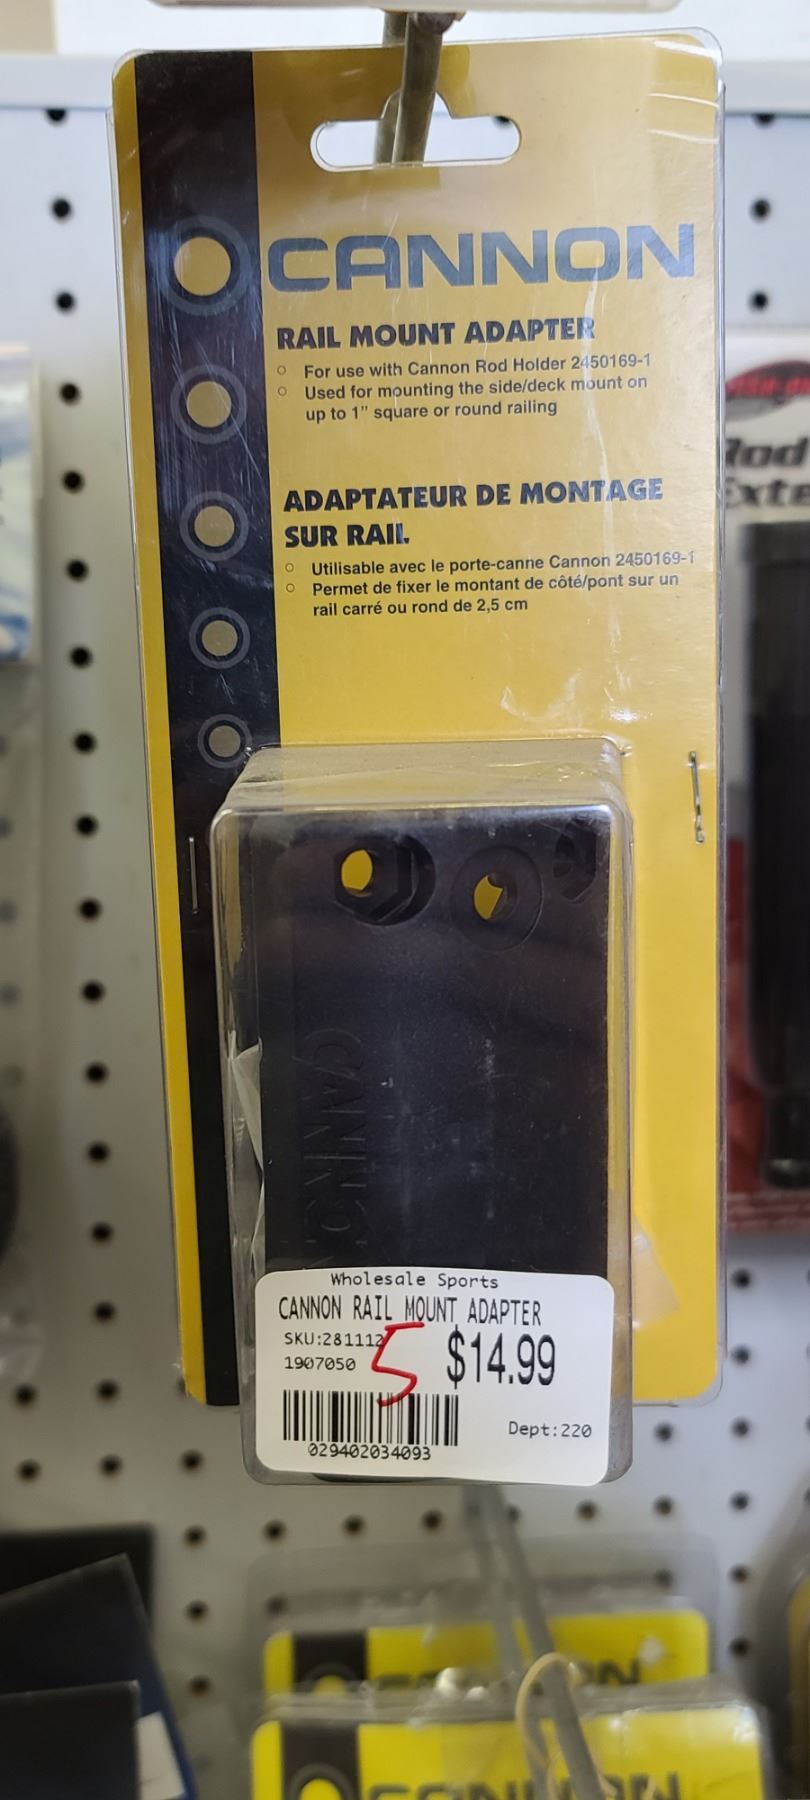 CANNON
RAIL MOUNT ADAPTER
○ For use with Cannon Rod Holder 2450169-1
○ Used for mounting the side/deck mount on
up to 1" square or round railing
ADAPTATEUR DE MONTAGE
SUR RAIL
○ Utilisable avec le porte-canne Cannon 2450169-1
○ Permet de fixer le montant de côté/pont sur un
rail carré ou rond de 2,5 cm
CANNON
Wholesale Sports
CANNON RAIL MOUNT ADAPTER
SKU:281112
1907050
5
$14.99
Dept:220
029402034093
Rod
CANNON
CANNON